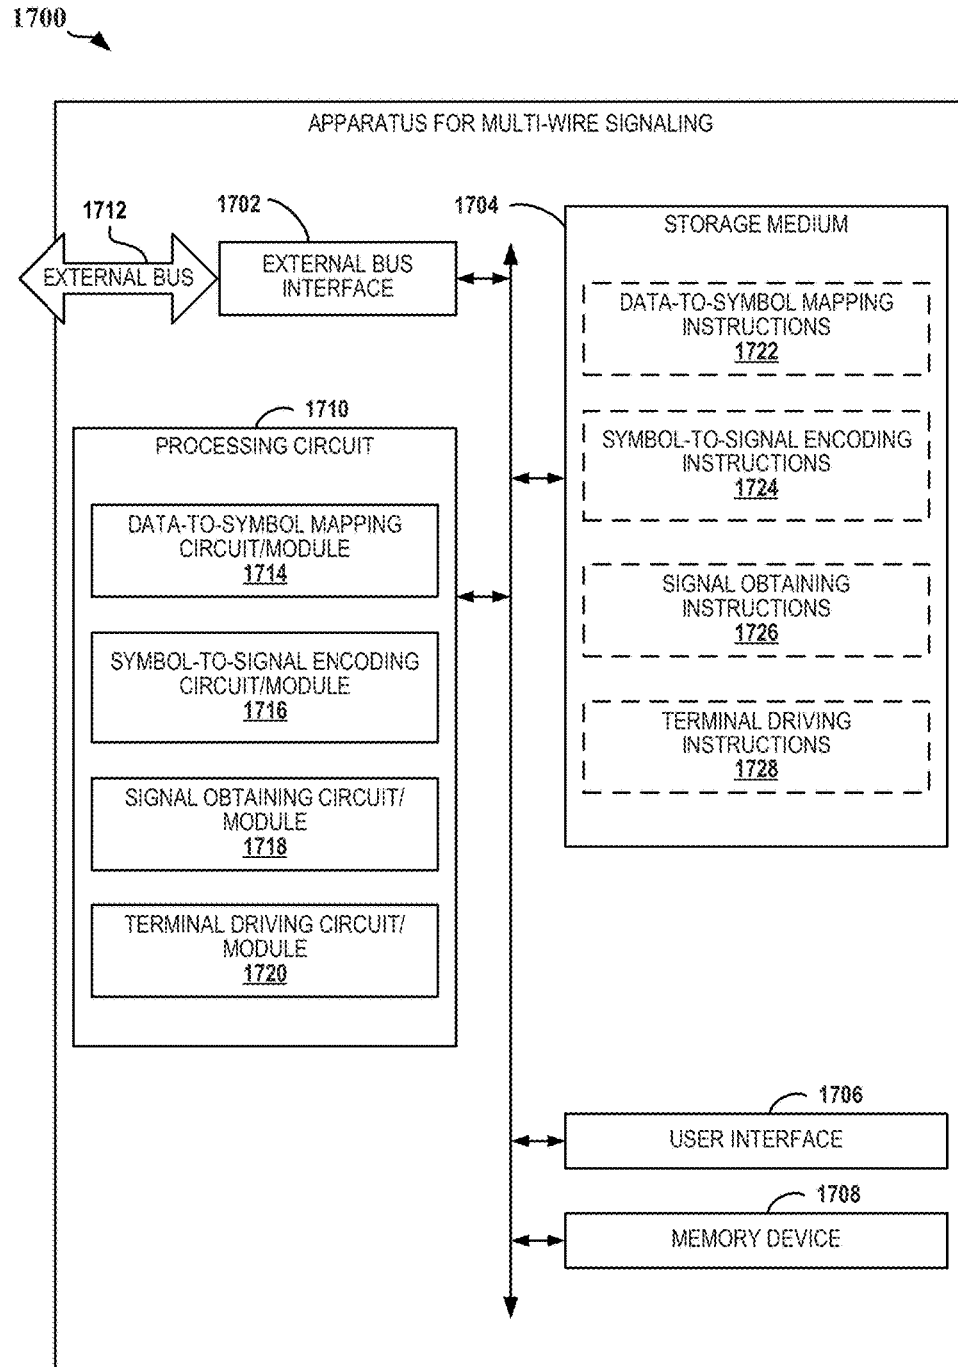 1700
APPARATUS FOR MULTI-WIRE SIGNALING
1712
1702
1704
EXTERNAL BUS
EXTERNAL BUS
INTERFACE
STORAGE MEDIUM
DATA-TO-SYMBOL MAPPING
INSTRUCTIONS
1722
SYMBOL-TO-SIGNAL ENCODING
INSTRUCTIONS
1724
SIGNAL OBTAINING
INSTRUCTIONS
1726
TERMINAL DRIVING
INSTRUCTIONS
1728
1710
PROCESSING CIRCUIT
DATA-TO-SYMBOL MAPPING
CIRCUIT/MODULE
1714
SYMBOL-TO-SIGNAL ENCODING
CIRCUIT/MODULE
1716
SIGNAL OBTAINING CIRCUIT/
MODULE
1718
TERMINAL DRIVING CIRCUIT/
MODULE
1720
1706
USER INTERFACE
1708
MEMORY DEVICE